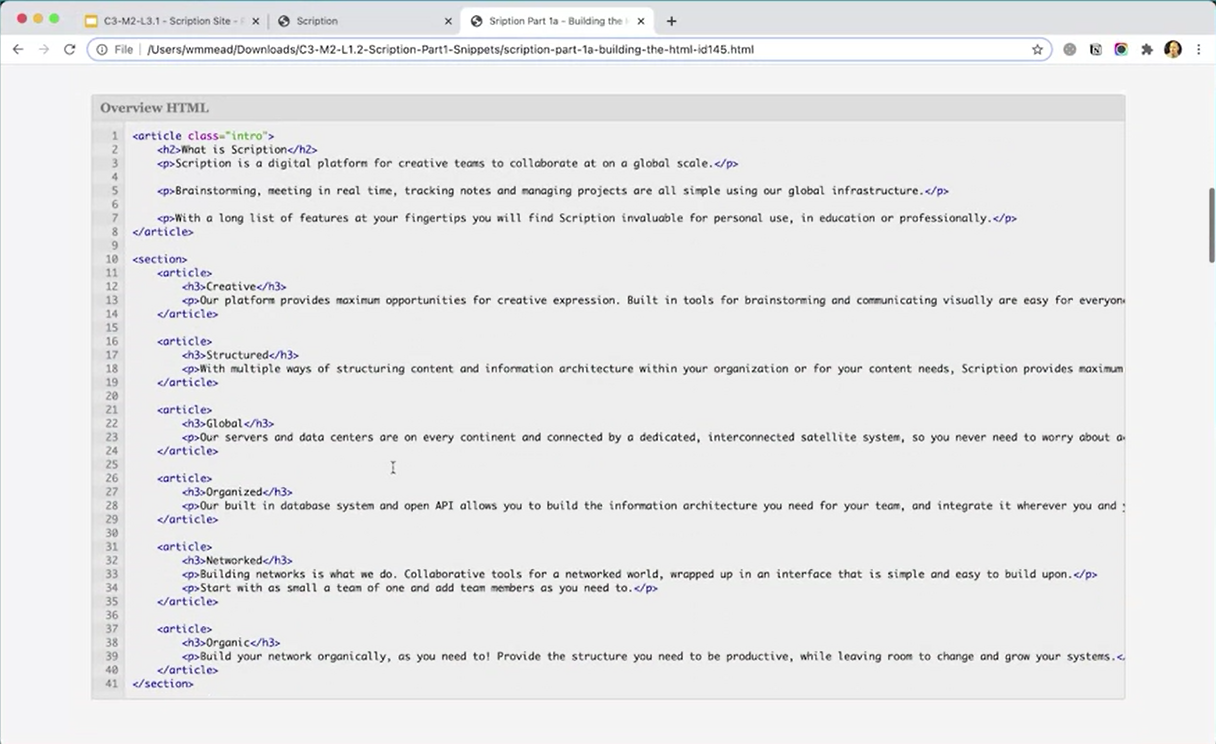 C3-M2-L3.1 - Scription Site -
Scription
Sription Part 1a - Building the
File
/Users/wmmead/Downloads/C3-M2-L1.2-Scription-Part1-Snippets/scription-part-1a-building-the-html-id145.html
Overview HTML
1 <article class="intro">
2 <h2>What is Scription</h2>
3 <p>Scription is a digital platform for creative teams to collaborate at on a global scale.</p>
4
5 <p>Brainstorming, meeting in real time, tracking notes and managing projects are all simple using our global infrastructure.</p>
6
7 <p>With a long list of features at your fingertips you will find Scription invaluable for personal use, in education or professionally.</p>
8 </article>
9
10 <section>
11 <article>
12 <h3>Creative</h3>
13 <p>Our platform provides maximum opportunities for creative expression. Built in tools for brainstorming and communicating visually are easy for everyon
14 </article>
15
16 <article>
17 <h3>Structured</h3>
18 <p>With multiple ways of structuring content and information architecture within your organization or for your content needs, Scription provides maximum
19 </article>
20
21 <article>
22 <h3>Global</h3>
23 <p>Our servers and data centers are on every continent and connected by a dedicated, interconnected satellite system, so you never need to worry about
24 </article>
25
26 <article>
27 <h3>Organized</h3>
28 <p>Our built in database system and open API allows you to build the information architecture you need for your team, and integrate it wherever you and
29 </article>
30
31 <article>
32 <h3>Networked</h3>
33 <p>Building networks is what we do. Collaborative tools for a networked world, wrapped up in an interface that is simple and easy to build upon.</p>
34 <p>Start with as small a team of one and add team members as you need to.</p>
35 </article>
36
37 <article>
38 <h3>Organic</h3>
39 <p>Build your network organically, as you need to! Provide the structure you need to be productive, while leaving room to change and grow your systems.<
40 </article>
41 </section>